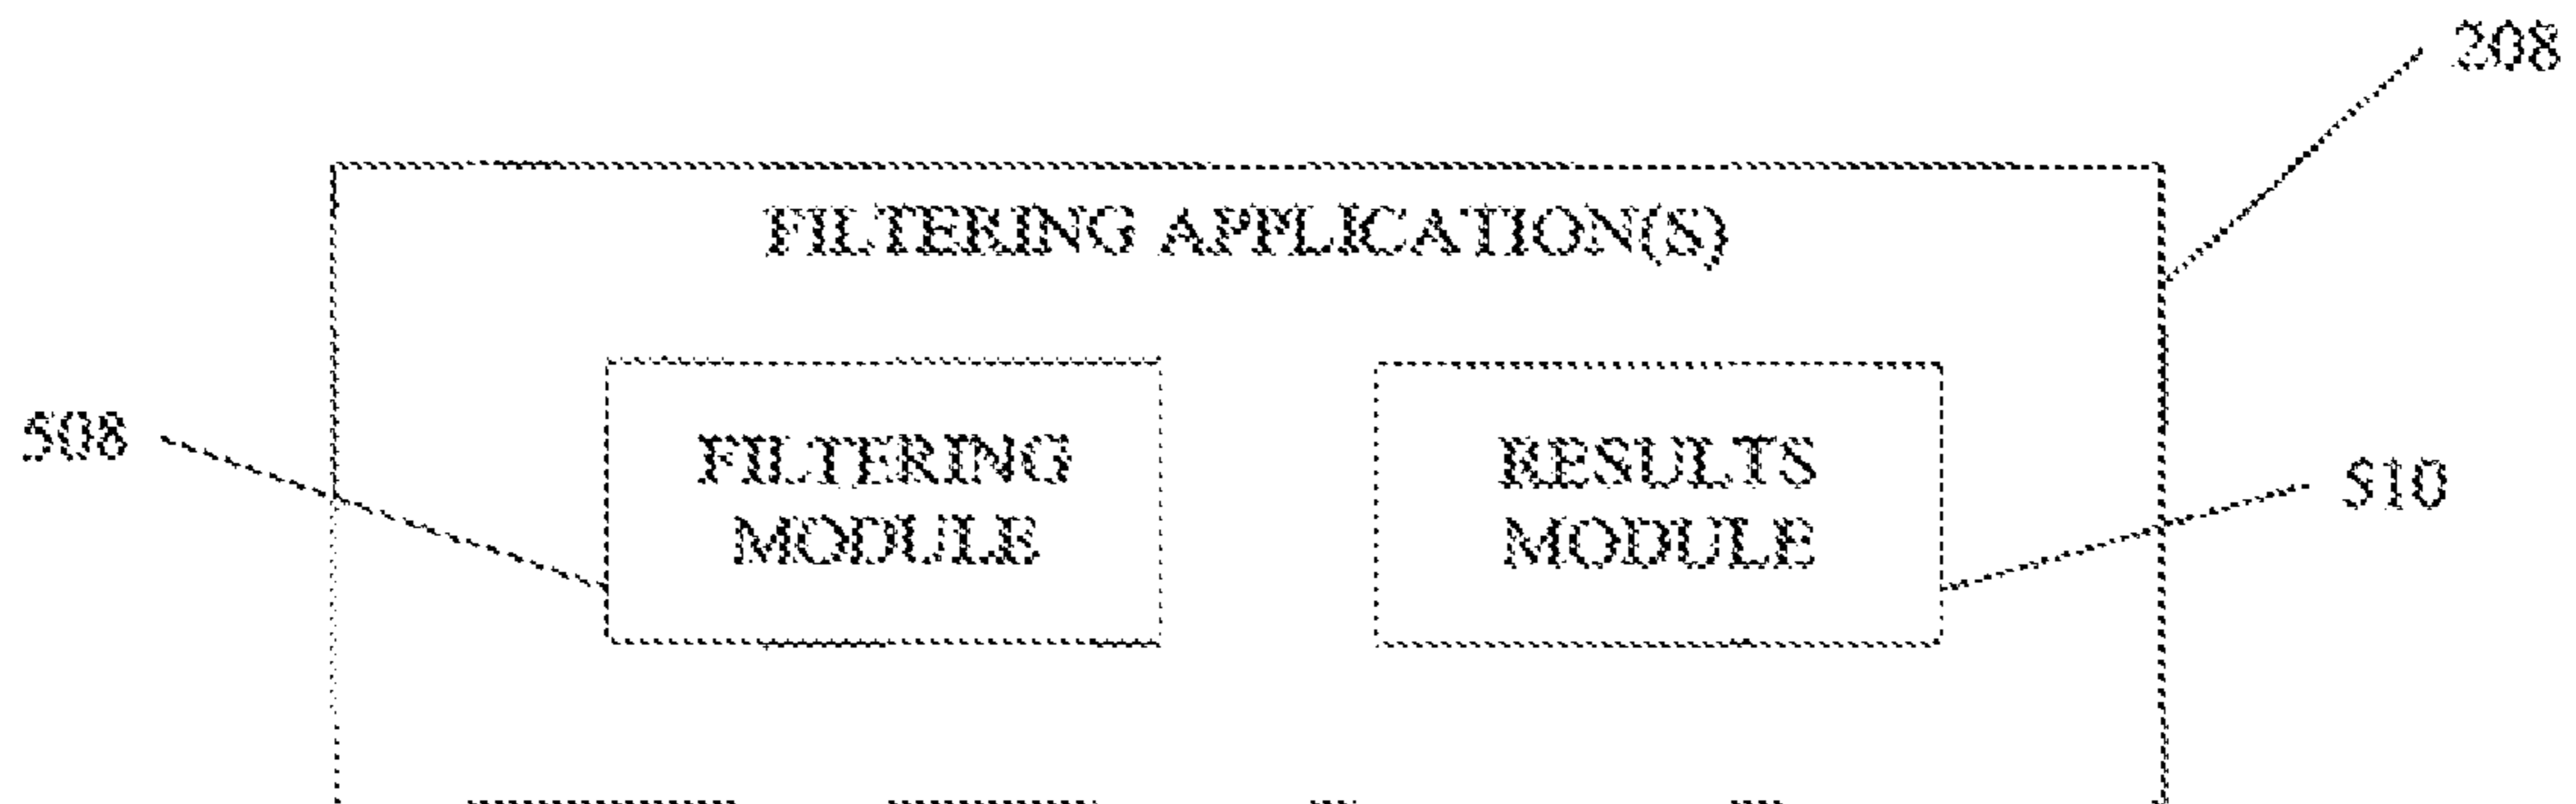 208
FILTERING APPLICATION(S)
508
FILTERING
MODULE
RESULTS
MODULE
510